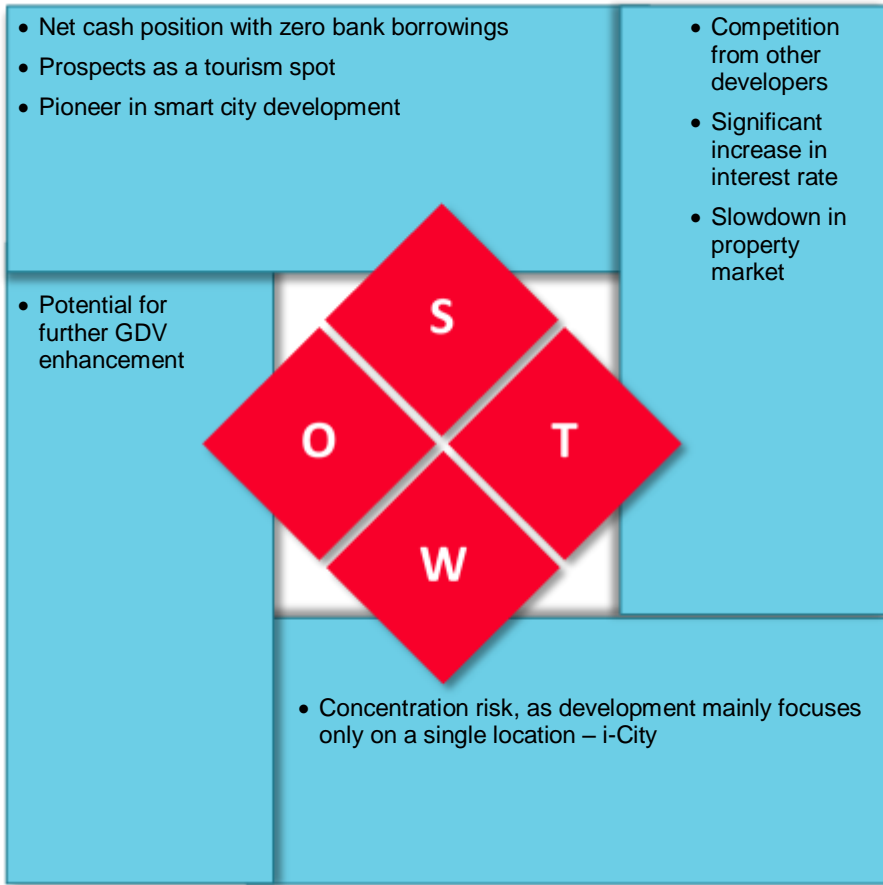 • Net cash position with zero bank borrowings
• Prospects as a tourism spot
• Pioneer in smart city development
• Competition
from other
developers
• Significant
increase in
interest rate
• Slowdown in
property
market
• Potential for
further GDV
enhancement
S
O
T
W
• Concentration risk, as development mainly focuses
only on a single location – i-City